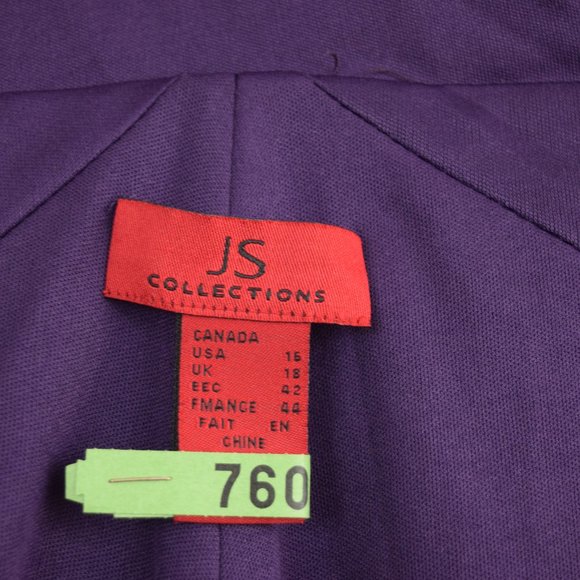 JS
COLLECTIONS
CANADA
USA 16
UK 18
EEC 42
FMANCE 44
FAIT EN
CHINE
760